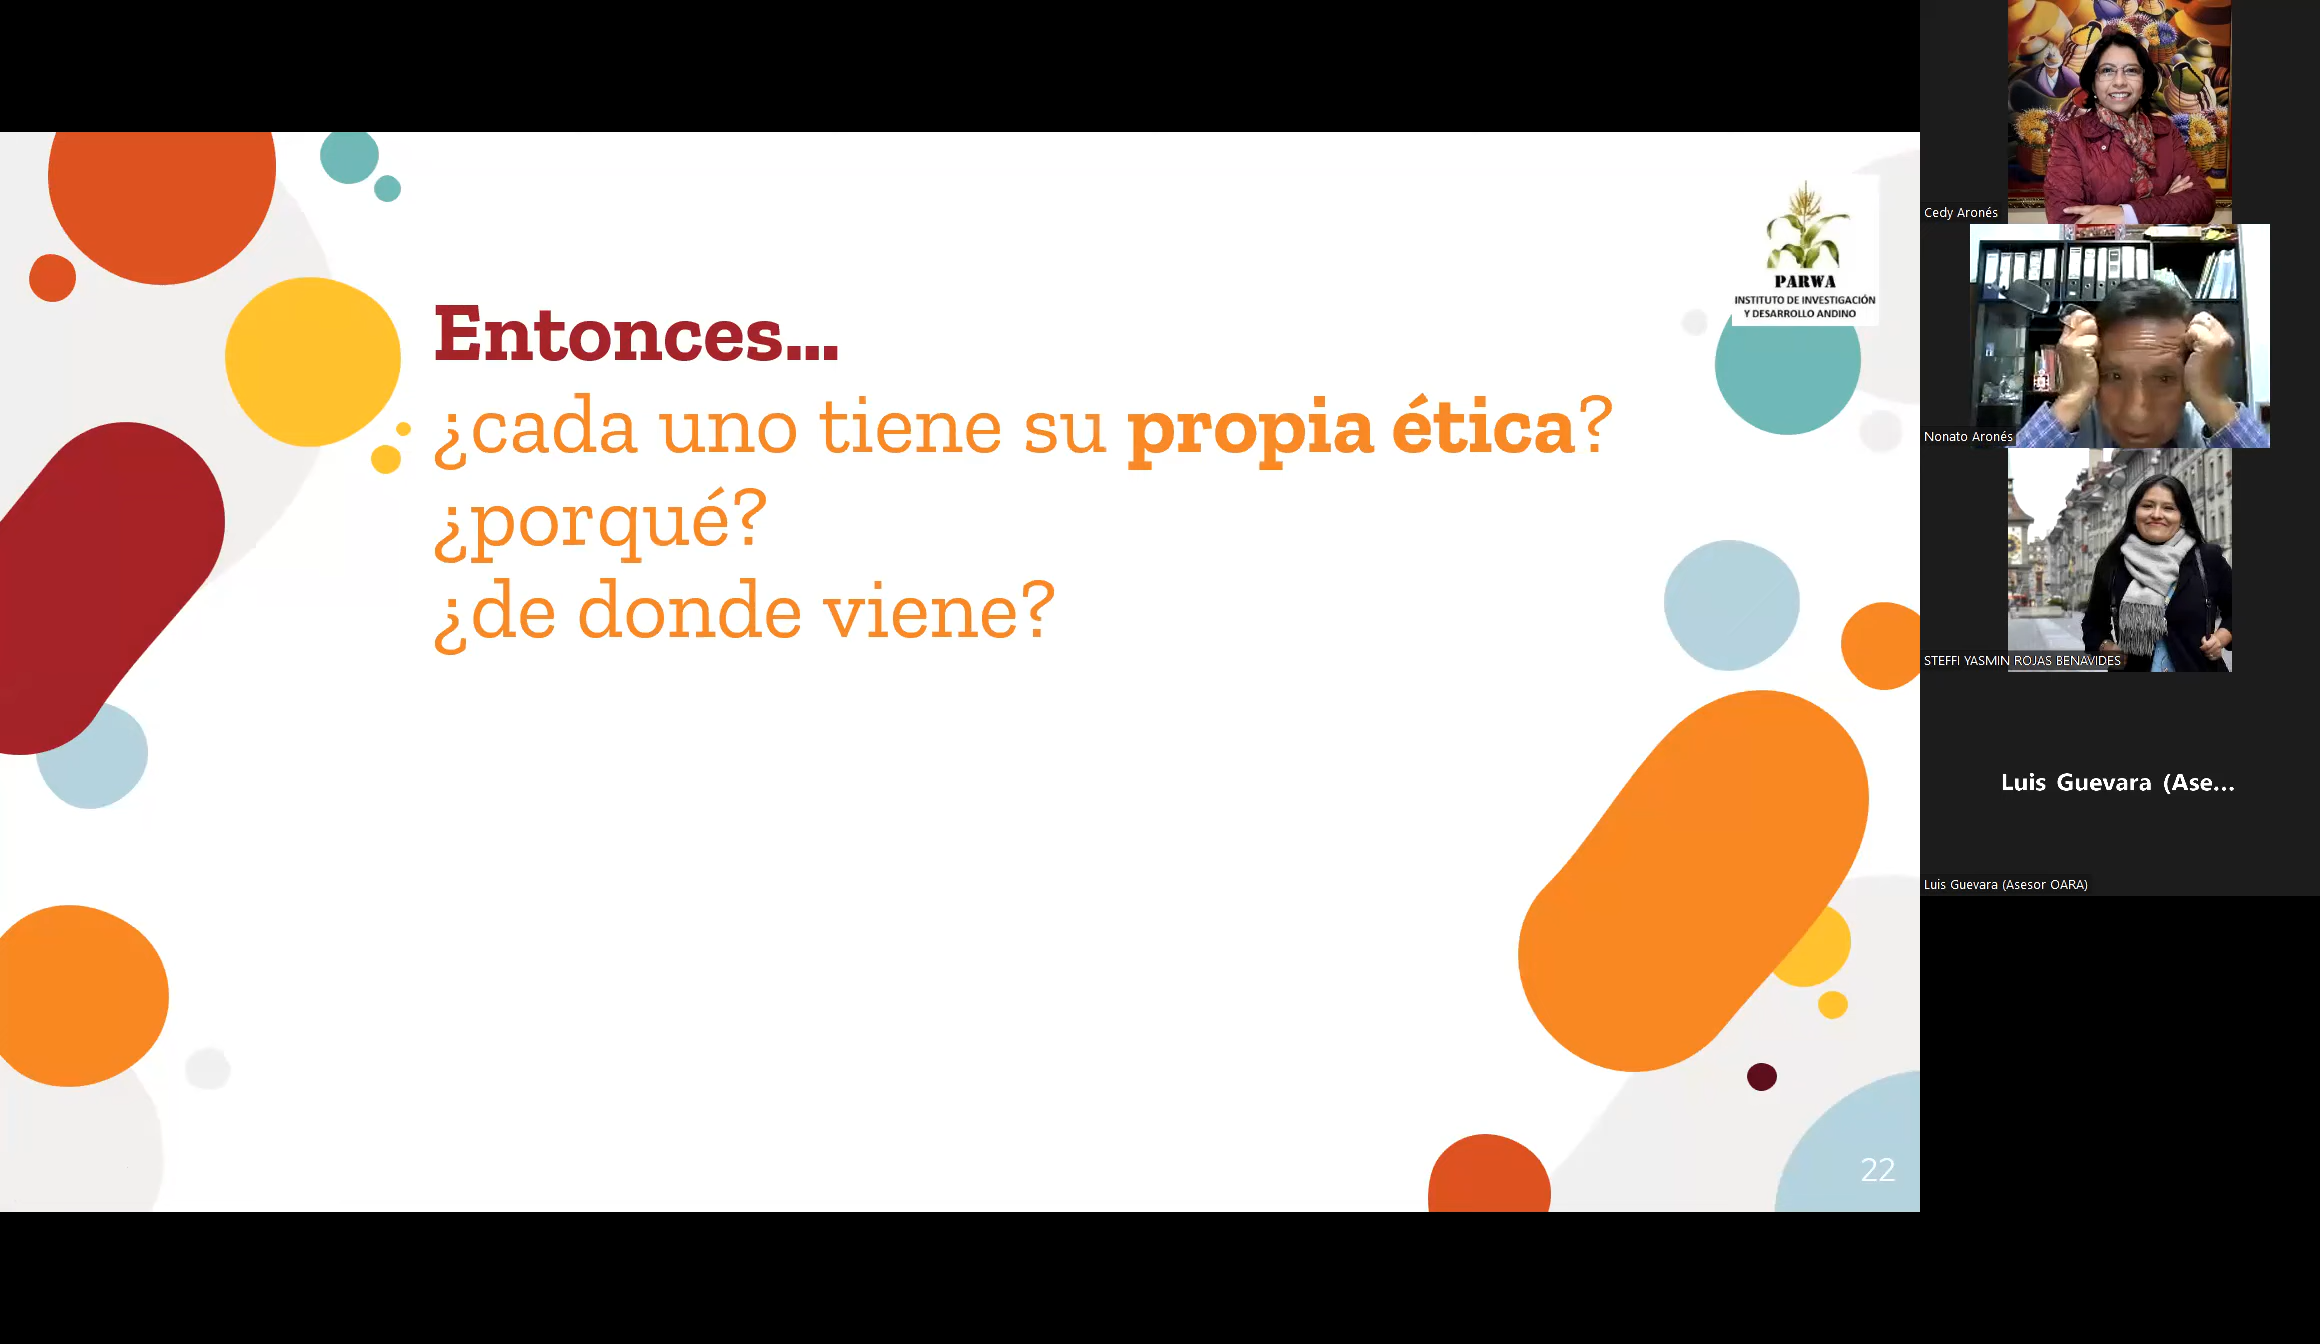 Entonces...
¿cada uno tiene su propia ética?
¿porqué?
¿de donde viene?
PARWA
INSTITUTO DE INVESTIGACIÓN
Y DESARROLLO ANDINO
22
Cedy Aronés
Nonato Aronés
STEFFI YASMIN ROJAS BENAVIDES
Luis Guevara (Ase...
Luis Guevara (Asesor OARA)